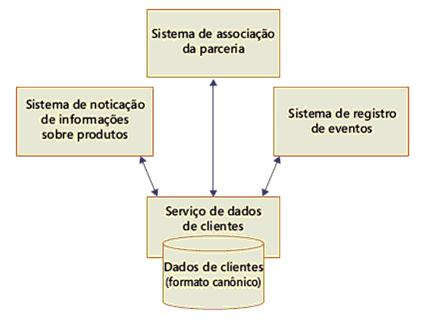 Sistema de associação
da parceria
Sistema de noticação
de informações
sobre produtos
Sistema de registro
de eventos
Serviço de dados
de clientes
Dados de clientes
(formato canônico)